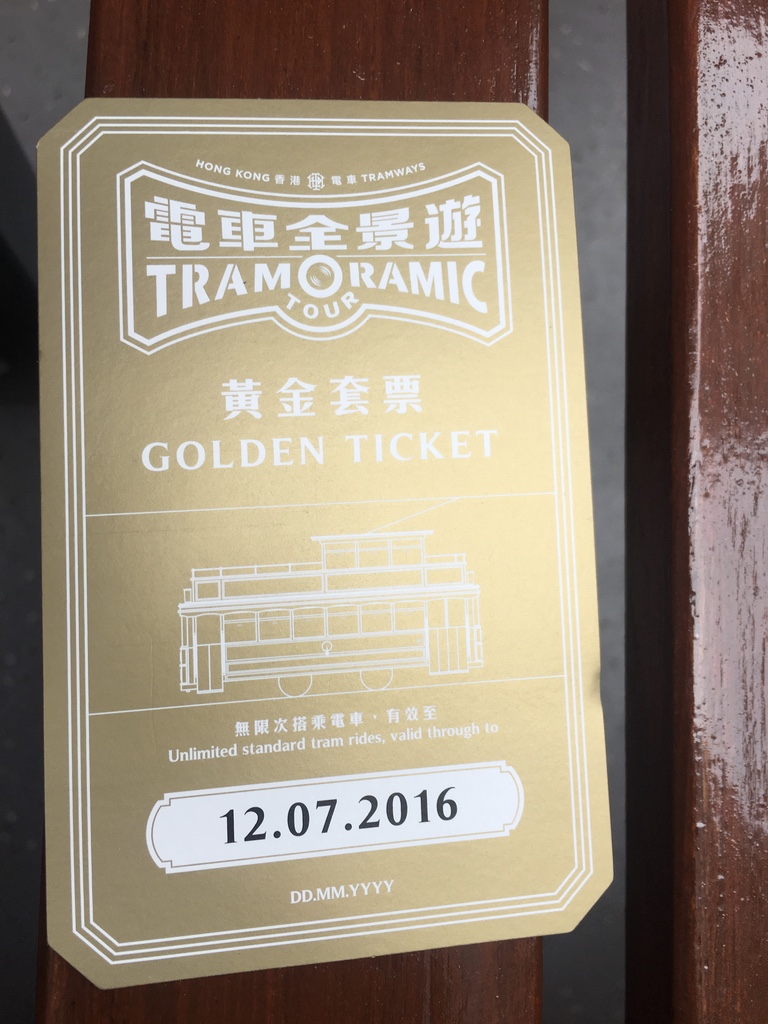 HONG KONG 香港 電車 TRAMWAYS
電車全景遊
TRAMORAMIC
TOUR
黃金套票
GOLDEN TICKET
無限次搭乘電車，有效至
Unlimited standard tram rides, valid through to
12.07.2016
DD.MM.YYYY